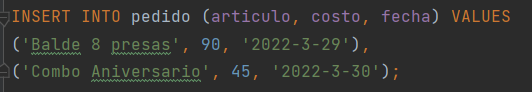 INSERT INTO pedido (articulo, costo, fecha) VALUES
('Balde 8 presas', 90, '2022-3-29'),
('Combo Aniversario', 45, '2022-3-30');